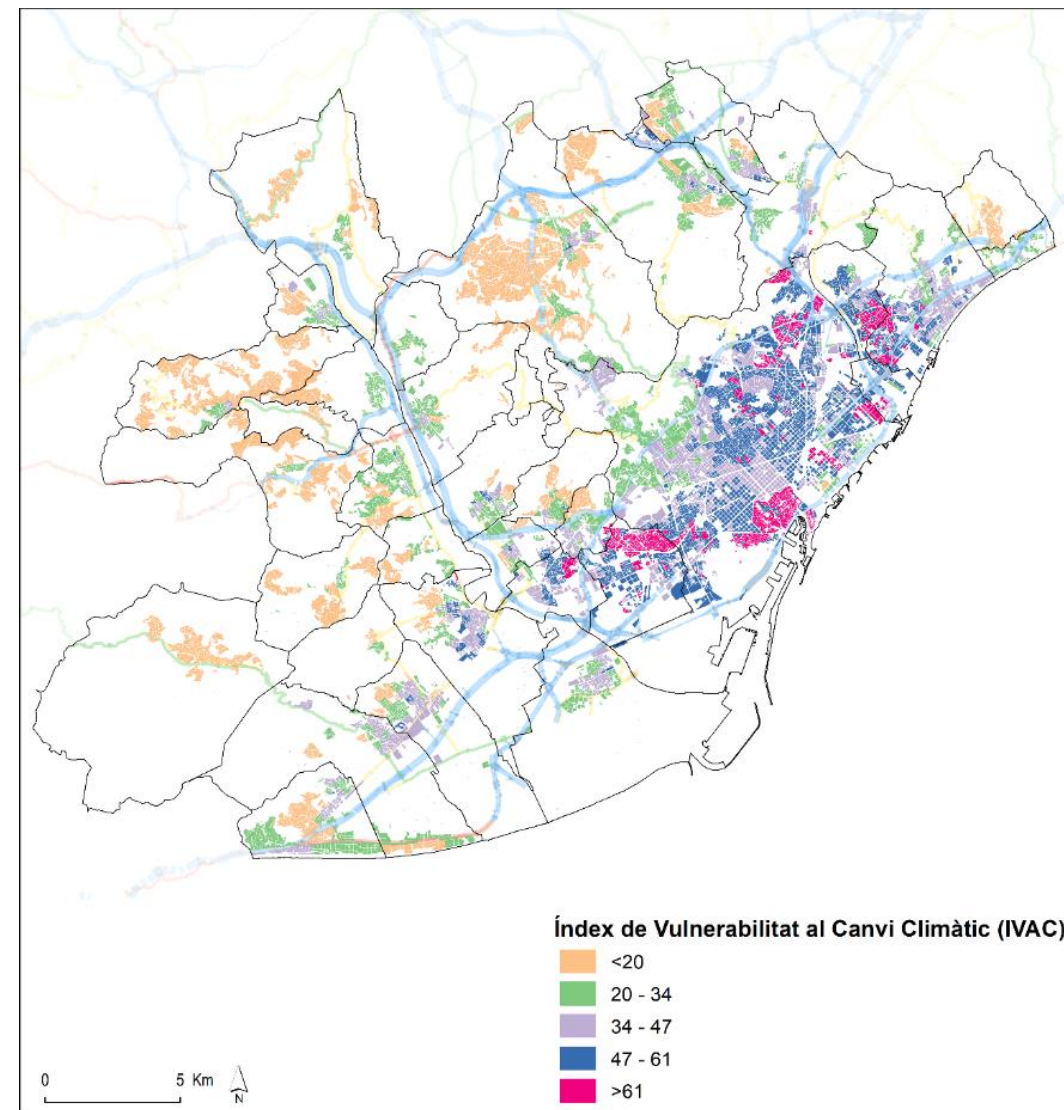 Índex de Vulnerabilitat al Canvi Climàtic (IVAC)
<20
20 - 34
34 - 47
47 - 61
>61
0 5 Km
N